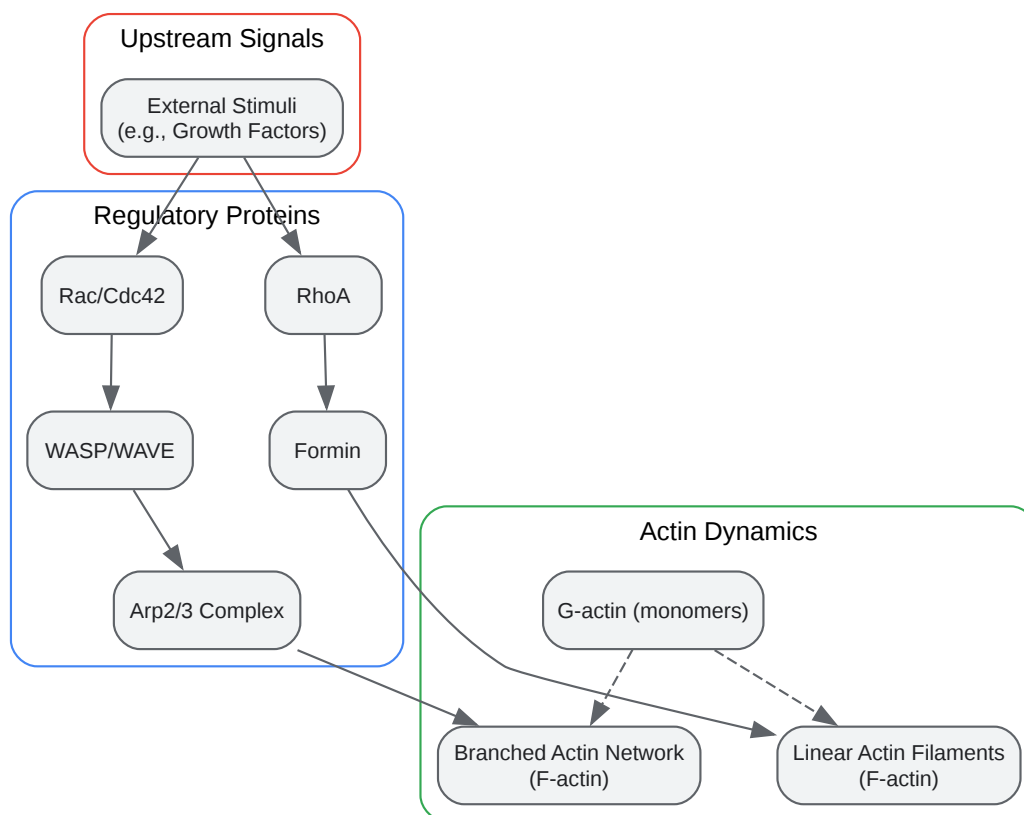 Upstream Signals
External Stimuli
(e.g., Growth Factors)
Regulatory Proteins
Rac/Cdc42
RhoA
WASP/WAVE
Formin
Actin Dynamics
Arp2/3 Complex
G-actin (monomers)
Branched Actin Network
(F-actin)
Linear Actin Filaments
(F-actin)